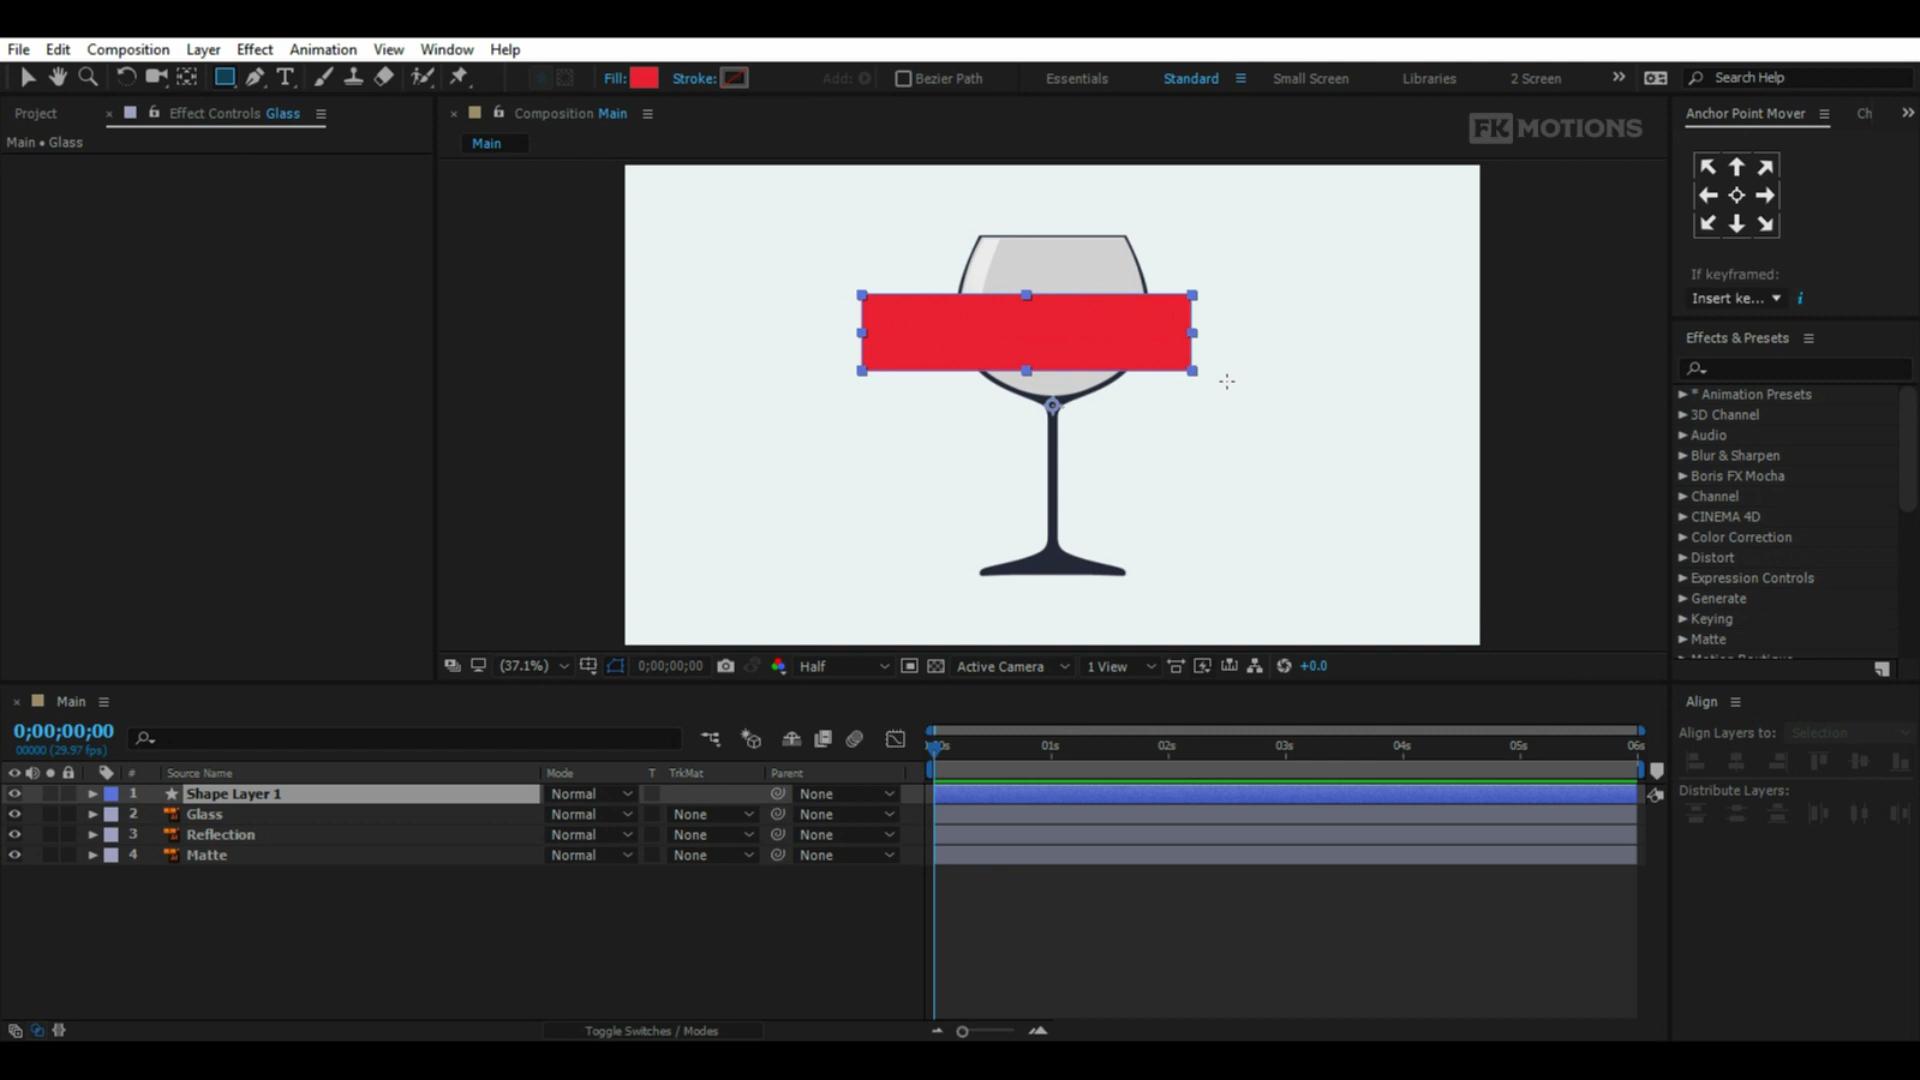 File Edit Composition Layer Effect Animation View Window Help
Fill: Stroke: Add: Bezier Path Essentials Standard Small Screen Libraries 2 Screen Search Help
Project Effect Controls Glass
Composition Main
Main • Glass
Main
FK MOTIONS
Anchor Point Mover Ch
If keyframed:
Insert ke...
Effects & Presets
* Animation Presets
3D Channel
Audio
Blur & Sharpen
Boris FX Mocha
Channel
CINEMA 4D
Color Correction
Distort
Expression Controls
Generate
Keying
Matte
(37.1%) 0;00;00;00 Half Active Camera 1 View +0.0
Main
0;00;00;00
00000 (29.97 fps)
01s 02s 03s 04s 05s 06s
# Source Name Mode T TrkMat Parent
1 Shape Layer 1 Normal None
2 Glass Normal None None
3 Reflection Normal None None
4 Matte Normal None None
Toggle Switches / Modes
Align
Align Layers to: Selection
Distribute Layers: